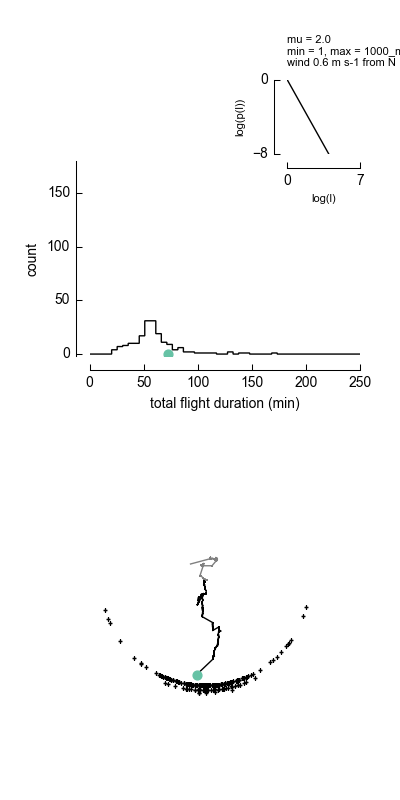 mu = 2.0
min = 1, max = 1000_m
wind 0.6 m s-1 from N
0
−8
log(p(l))
0 7
log(l)
150
100
50
0
count
0 50 100 150 200 250
total flight duration (min)